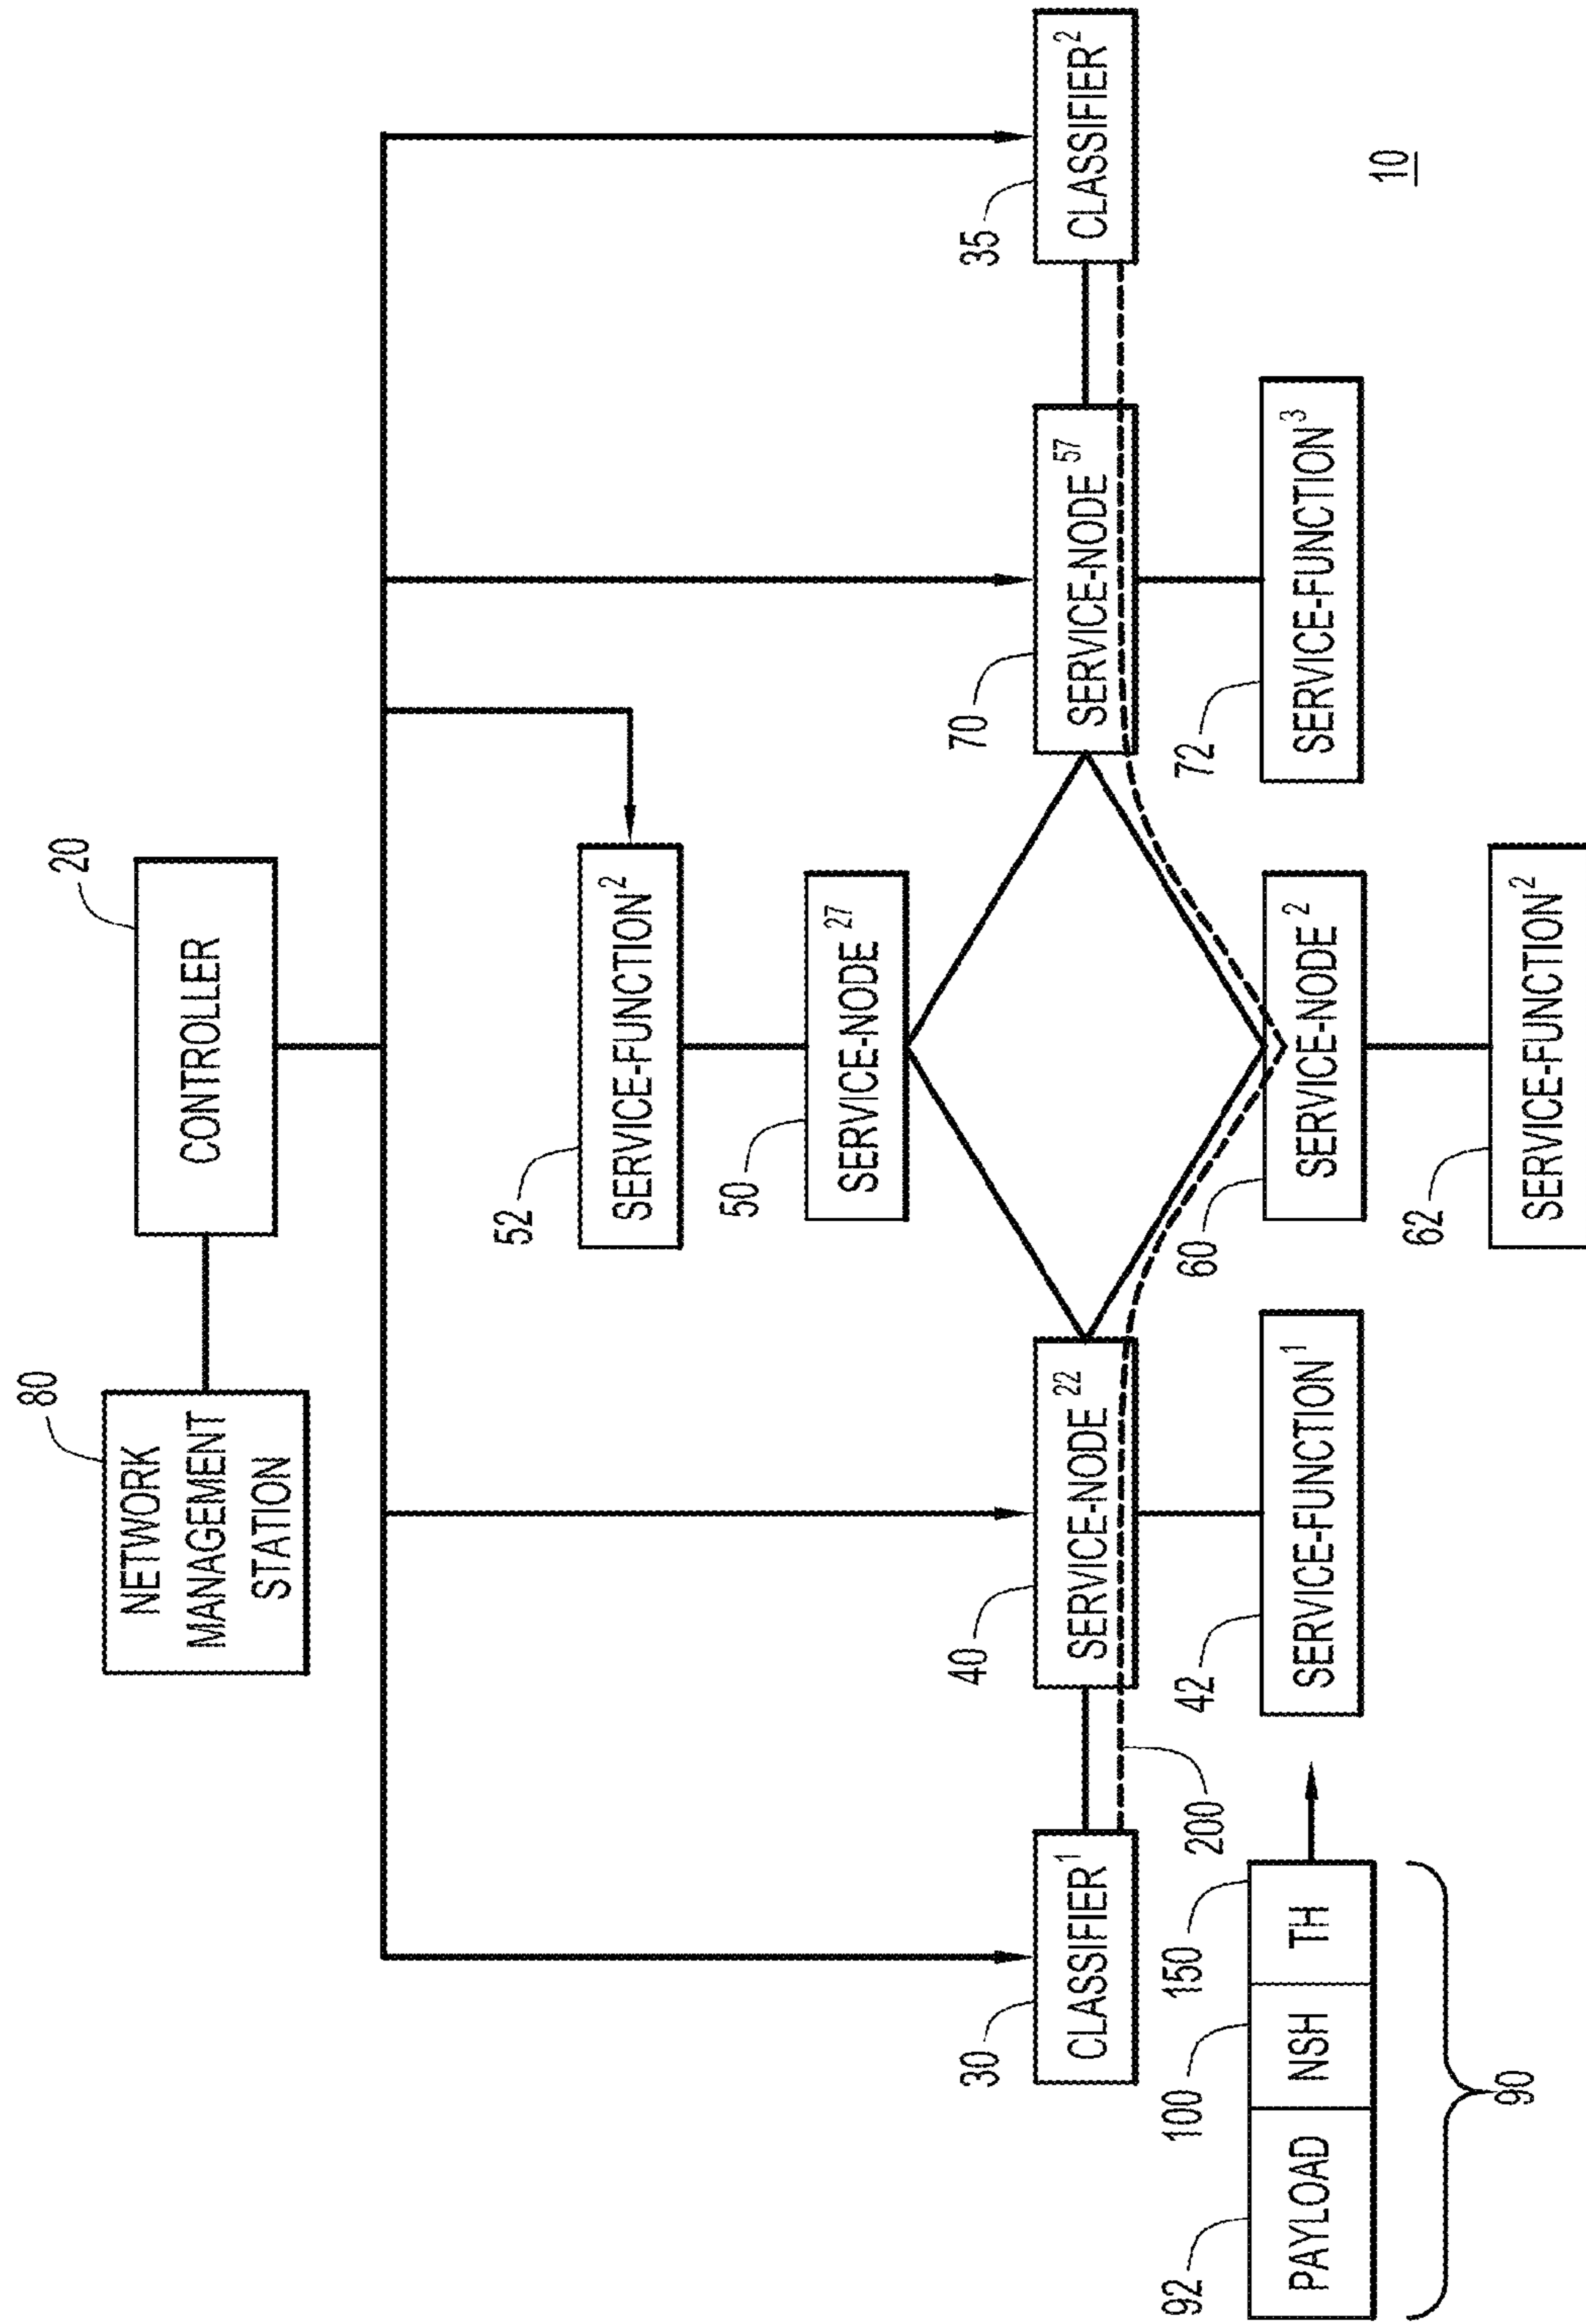 80
NETWORK
MANAGEMENT
STATION
20
CONTROLLER
52
SERVICE-FUNCTION²
50
SERVICE-NODE²⁷
30
CLASSIFIER¹
40
SERVICE-NODE²²
70
SERVICE-NODE⁵⁷
35
CLASSIFIER²
200
60
SERVICE-NODE²
42
SERVICE-FUNCTION¹
72
SERVICE-FUNCTION³
62
SERVICE-FUNCTION²
92
100
150
PAYLOAD
NSH
TH
90
10